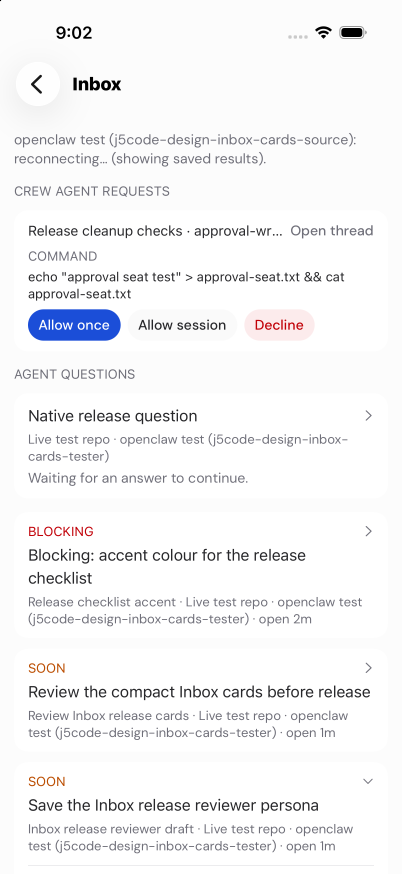 9:02
Inbox
openclaw test (j5code-design-inbox-cards-source):
reconnecting... (showing saved results).
CREW AGENT REQUESTS
Release cleanup checks · approval-wr... Open thread
COMMAND
echo "approval seat test" > approval-seat.txt && cat
approval-seat.txt
Allow once Allow session Decline
AGENT QUESTIONS
Native release question
Live test repo · openclaw test (j5code-design-inbox-
cards-tester)
Waiting for an answer to continue.
BLOCKING
Blocking: accent colour for the release
checklist
Release checklist accent · Live test repo · openclaw test
(j5code-design-inbox-cards-tester) · open 2m
SOON
Review the compact Inbox cards before release
Review Inbox release cards · Live test repo · openclaw
test (j5code-design-inbox-cards-tester) · open 1m
SOON
Save the Inbox release reviewer persona
Inbox release reviewer draft · Live test repo · openclaw
test (j5code-design-inbox-cards-tester) · open 1m